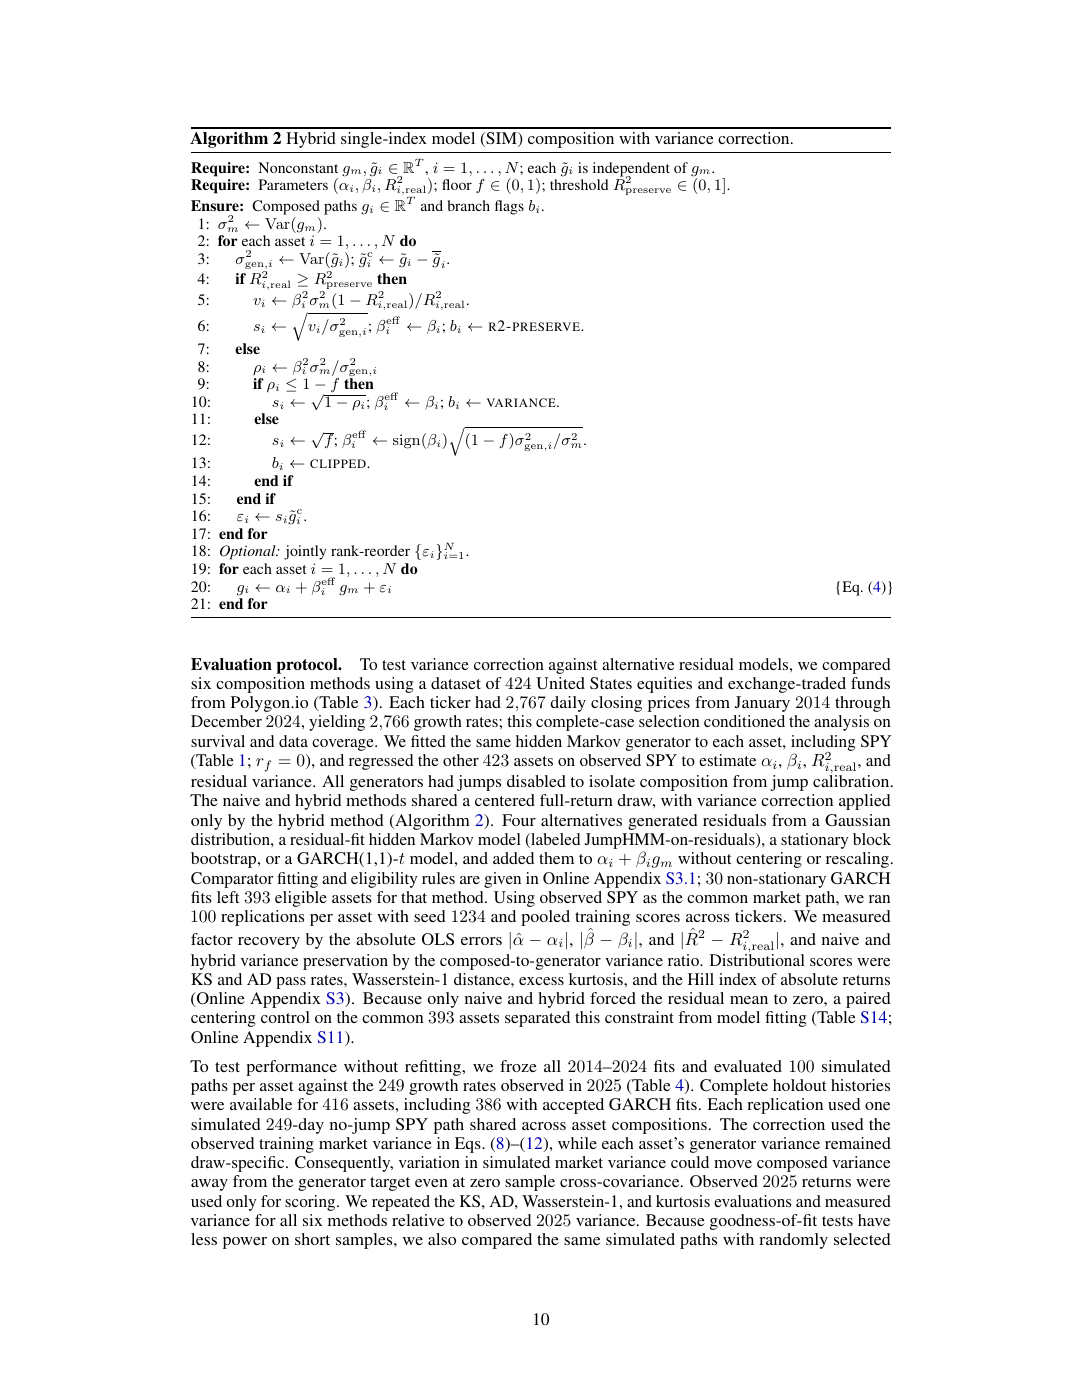 Algorithm 2 Hybrid single-index model (SIM) composition with variance correction.
Require: Nonconstant g_m, g̃_i ∈ ℝ^T, i = 1, . . . , N; each g̃_i is independent of g_m.
Require: Parameters (α_i, β_i, R²_{i,real}); floor f ∈ (0, 1); threshold R²_{preserve} ∈ (0, 1].
Ensure: Composed paths g_i ∈ ℝ^T and branch flags b_i.
1: σ²_m ← Var(g_m).
2: for each asset i = 1, . . . , N do
3: σ²_{gen,i} ← Var(g̃_i); g̃^c_i ← g̃_i − \overline{g̃}_i.
4: if R²_{i,real} ≥ R²_{preserve} then
5: v_i ← β²_i σ²_m (1 − R²_{i,real})/R²_{i,real}.
6: s_i ← √(v_i/σ²_{gen,i}); β^{eff}_i ← β_i; b_i ← R2-PRESERVE.
7: else
8: ρ_i ← β²_i σ²_m/σ²_{gen,i}
9: if ρ_i ≤ 1 − f then
10: s_i ← √(1 − ρ_i); β^{eff}_i ← β_i; b_i ← VARIANCE.
11: else
12: s_i ← √f; β^{eff}_i ← sign(β_i)√((1 − f)σ²_{gen,i}/σ²_m).
13: b_i ← CLIPPED.
14: end if
15: end if
16: ε_i ← s_i g̃^c_i.
17: end for
18: Optional: jointly rank-reorder {ε_i}^N_{i=1}.
19: for each asset i = 1, . . . , N do
20: g_i ← α_i + β^{eff}_i g_m + ε_i {Eq. (4)}
21: end for
Evaluation protocol. To test variance correction against alternative residual models, we compared
six composition methods using a dataset of 424 United States equities and exchange-traded funds
from Polygon.io (Table 3). Each ticker had 2,767 daily closing prices from January 2014 through
December 2024, yielding 2,766 growth rates; this complete-case selection conditioned the analysis on
survival and data coverage. We fitted the same hidden Markov generator to each asset, including SPY
(Table 1; r_f = 0), and regressed the other 423 assets on observed SPY to estimate α_i, β_i, R²_{i,real}, and
residual variance. All generators had jumps disabled to isolate composition from jump calibration.
The naive and hybrid methods shared a centered full-return draw, with variance correction applied
only by the hybrid method (Algorithm 2). Four alternatives generated residuals from a Gaussian
distribution, a residual-fit hidden Markov model (labeled JumpHMM-on-residuals), a stationary block
bootstrap, or a GARCH(1,1)-t model, and added them to α_i + β_i g_m without centering or rescaling.
Comparator fitting and eligibility rules are given in Online Appendix S3.1; 30 non-stationary GARCH
fits left 393 eligible assets for that method. Using observed SPY as the common market path, we ran
100 replications per asset with seed 1234 and pooled training scores across tickers. We measured
factor recovery by the absolute OLS errors |α̂ − α_i|, |β̂ − β_i|, and |R̂² − R²_{i,real}|, and naive and
hybrid variance preservation by the composed-to-generator variance ratio. Distributional scores were
KS and AD pass rates, Wasserstein-1 distance, excess kurtosis, and the Hill index of absolute returns
(Online Appendix S3). Because only naive and hybrid forced the residual mean to zero, a paired
centering control on the common 393 assets separated this constraint from model fitting (Table S14;
Online Appendix S11).
To test performance without refitting, we froze all 2014–2024 fits and evaluated 100 simulated
paths per asset against the 249 growth rates observed in 2025 (Table 4). Complete holdout histories
were available for 416 assets, including 386 with accepted GARCH fits. Each replication used one
simulated 249-day no-jump SPY path shared across asset compositions. The correction used the
observed training market variance in Eqs. (8)–(12), while each asset's generator variance remained
draw-specific. Consequently, variation in simulated market variance could move composed variance
away from the generator target even at zero sample cross-covariance. Observed 2025 returns were
used only for scoring. We repeated the KS, AD, Wasserstein-1, and kurtosis evaluations and measured
variance for all six methods relative to observed 2025 variance. Because goodness-of-fit tests have
less power on short samples, we also compared the same simulated paths with randomly selected
10